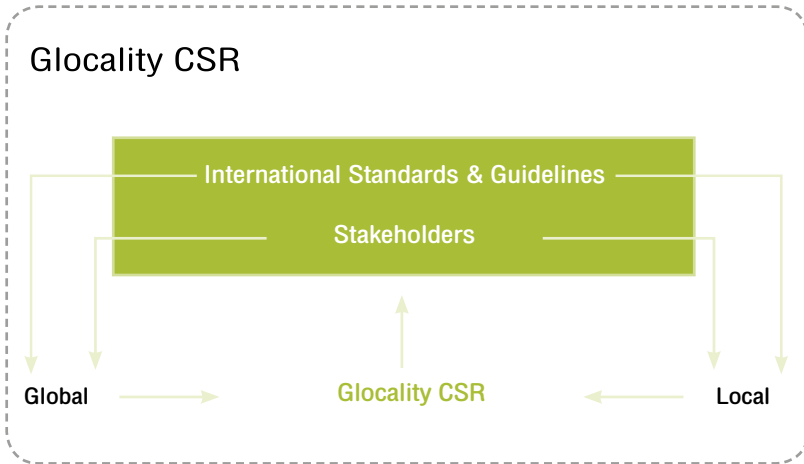 Glocality CSR
International Standards & Guidelines
Stakeholders
Global
Glocality CSR
Local